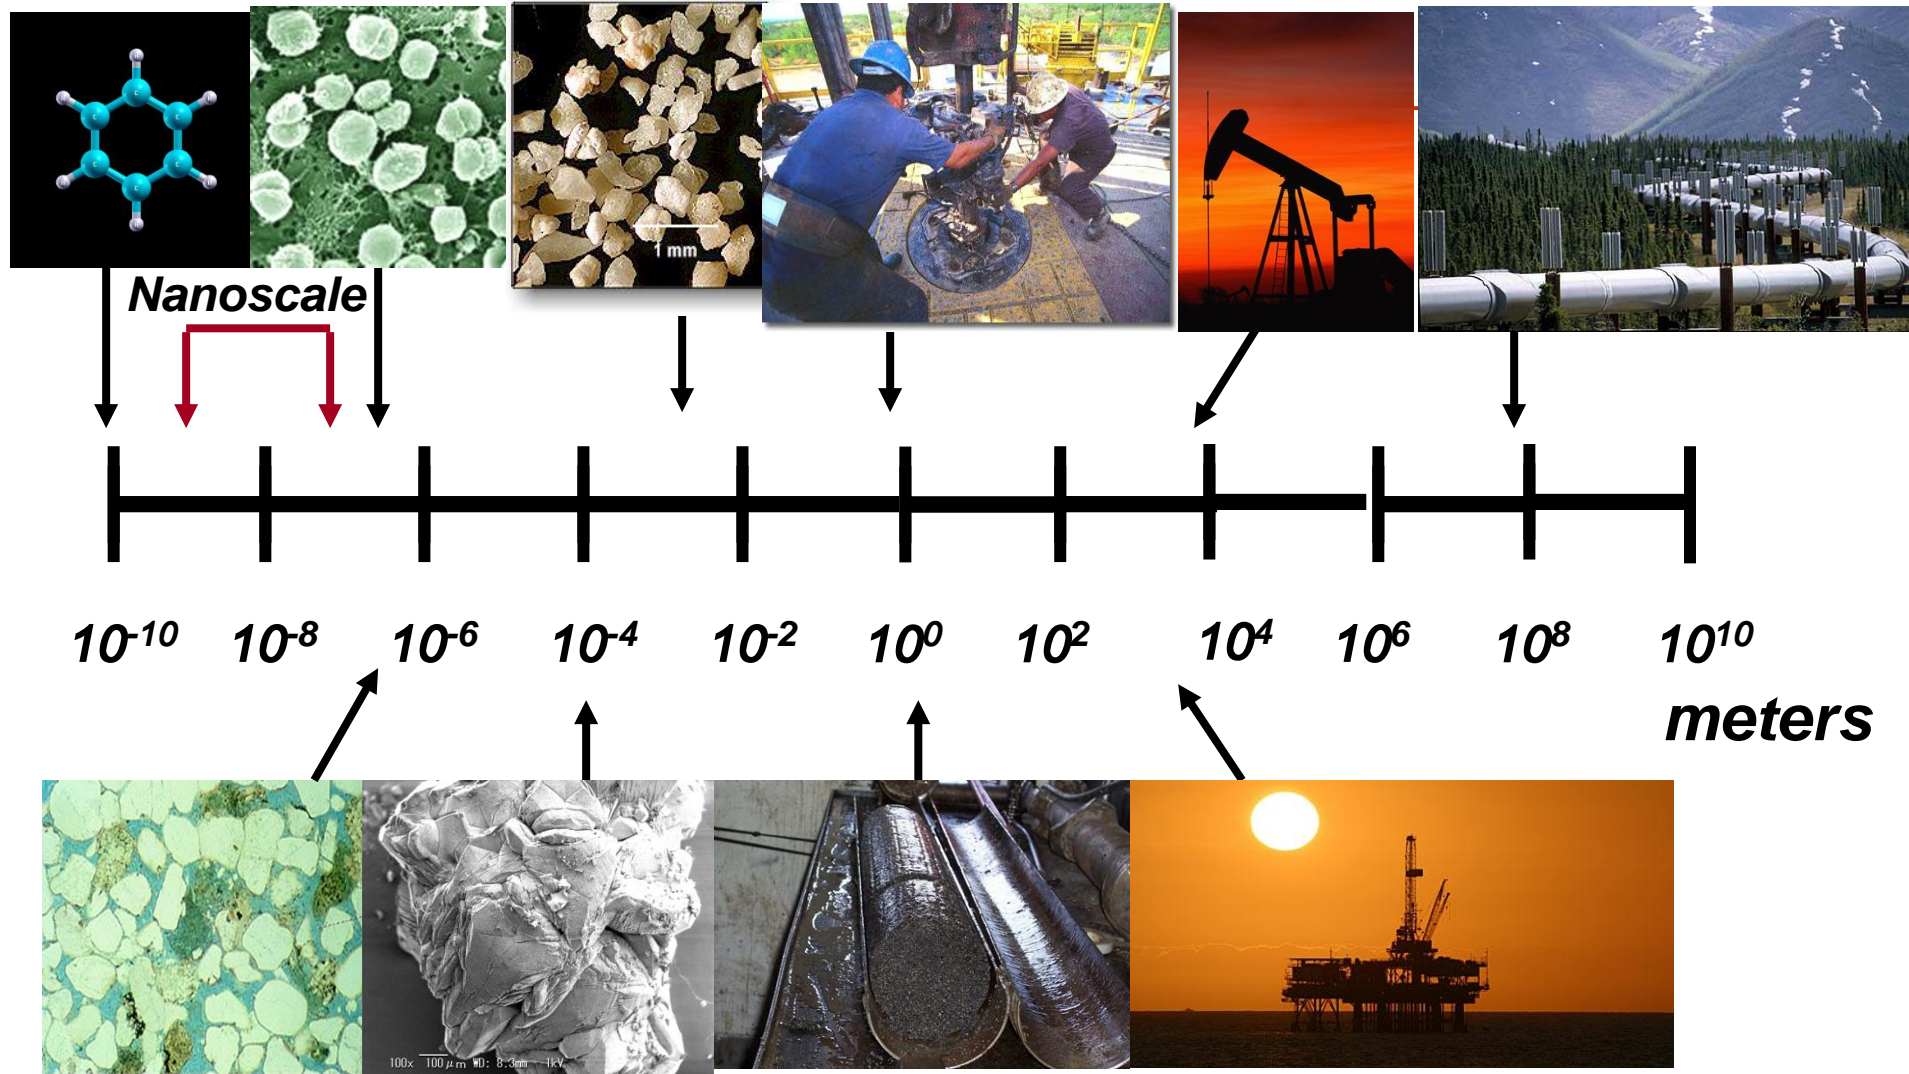 1 mm
Nanoscale
10⁻¹⁰ 10⁻⁸ 10⁻⁶ 10⁻⁴ 10⁻² 10⁰ 10² 10⁴ 10⁶ 10⁸ 10¹⁰
meters
100x 100μm WD: 8.3mm 1kV